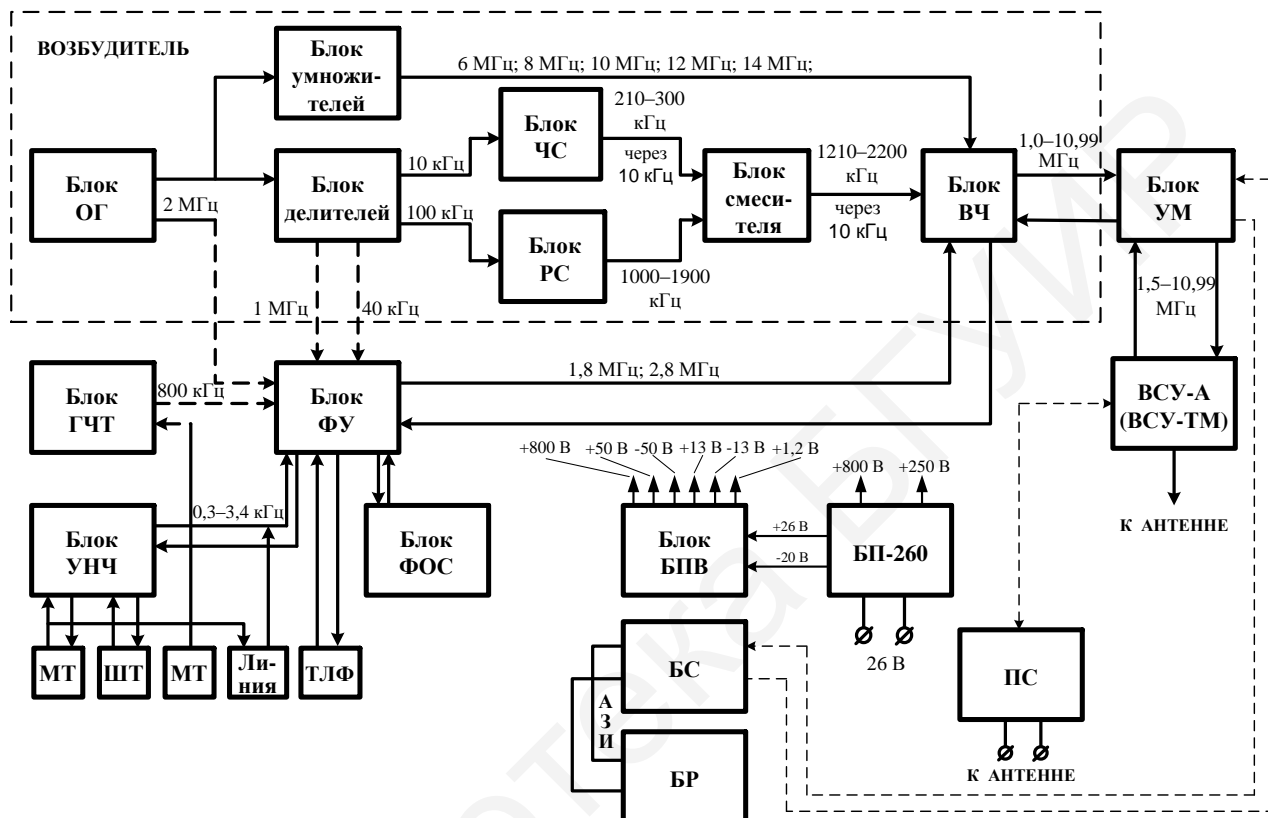 ВОЗБУДИТЕЛЬ
Блок
умножи-
телей
6 МГц; 8 МГц; 10 МГц; 12 МГц; 14 МГц;
Блок
ОГ
2 МГц
Блок
делителей
10 кГц
100 кГц
Блок
ЧС
210–300
кГц
через
10 кГц
Блок
РС
1000–1900
кГц
Блок
смеси-
теля
1210–2200
кГц
через
10 кГц
Блок
ВЧ
1,0–10,99
МГц
Блок
УМ
1 МГц
40 кГц
1,5–10,99
МГц
Блок
ГЧТ
800 кГц
Блок
ФУ
1,8 МГц; 2,8 МГц
ВСУ-А
(ВСУ-ТМ)
К АНТЕННЕ
Блок
УНЧ
0,3–3,4 кГц
Блок
ФОС
+800 В
+50 В
-50 В
+13 В
-13 В
+1,2 В
+800 В
+250 В
Блок
БПВ
+26 В
-20 В
БП-260
26 В
МТ
ШТ
МТ
Ли-
ния
ТЛФ
БС
А
З
И
БР
ПС
К АНТЕННЕ
отека БГУИР